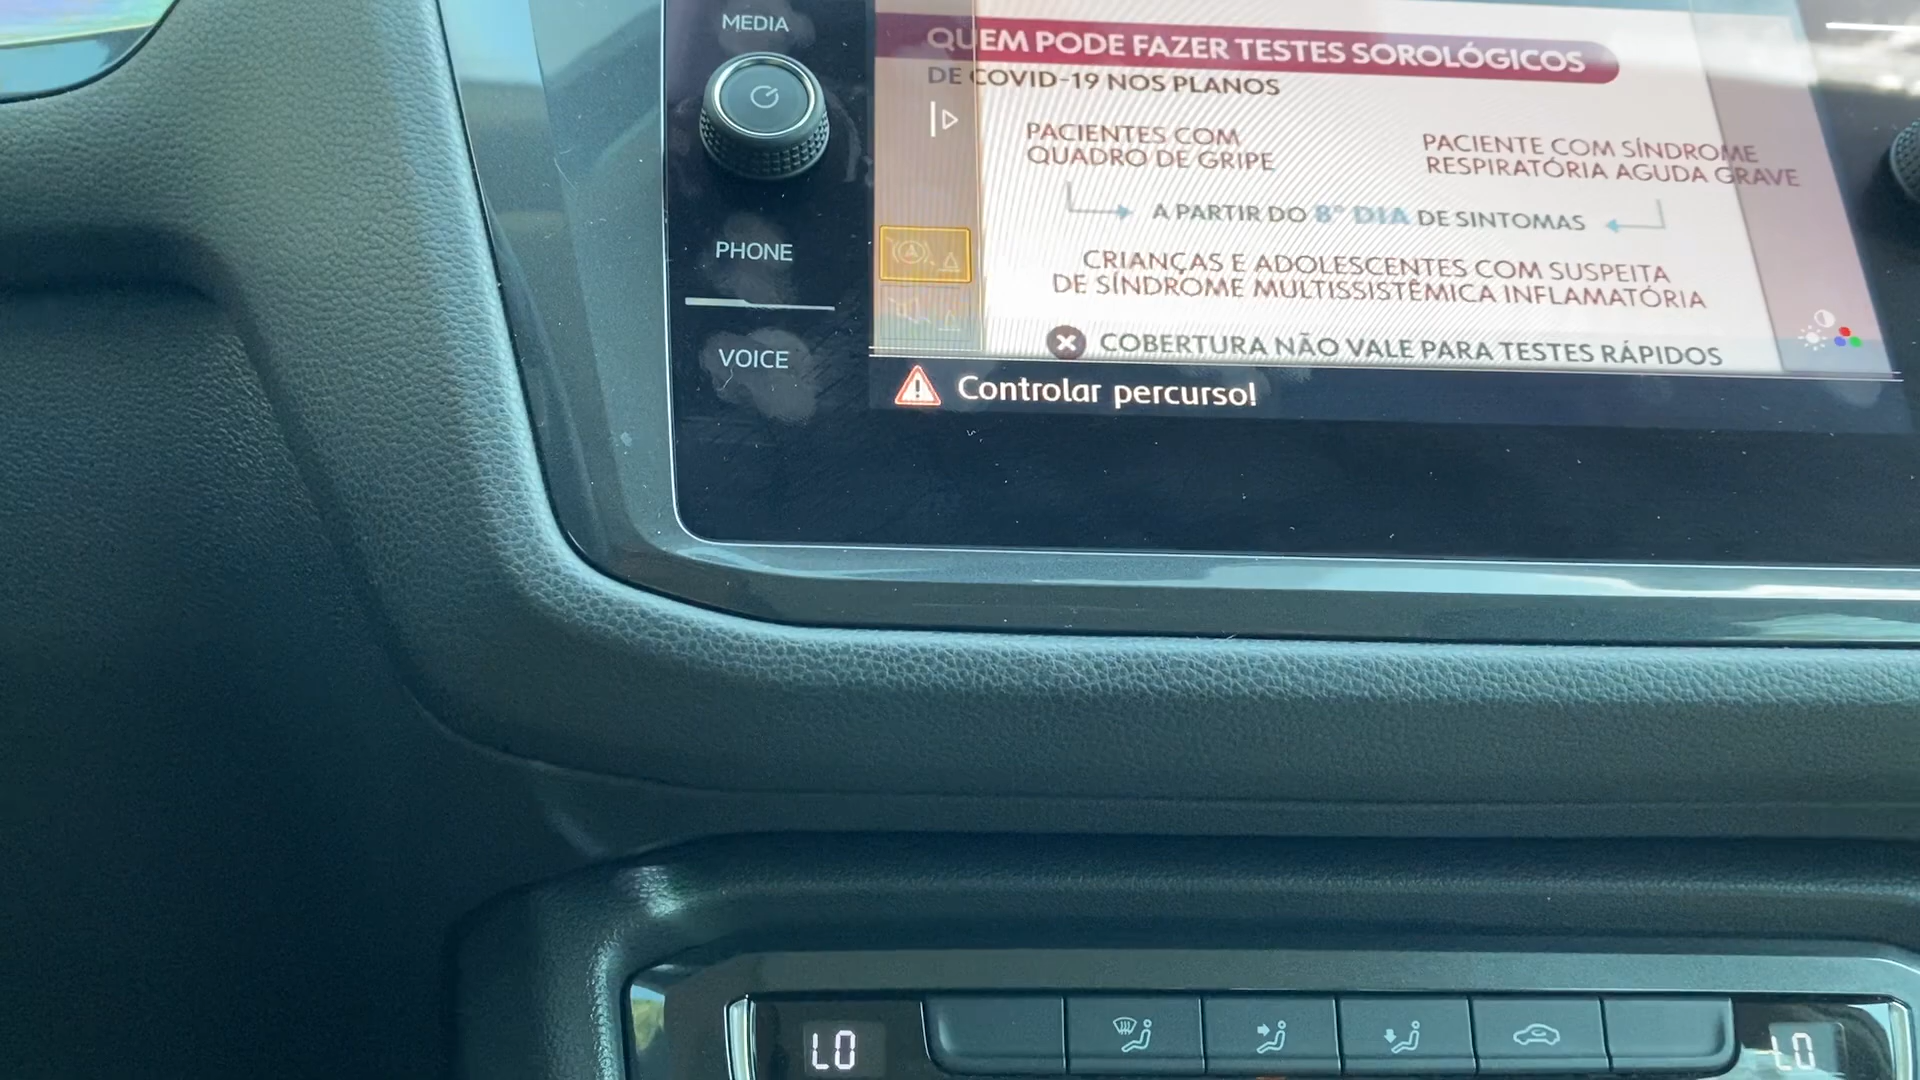 MEDIA
PHONE
VOICE
QUEM PODE FAZER TESTES SOROLÓGICOS
DE COVID-19 NOS PLANOS
PACIENTES COM
QUADRO DE GRIPE
PACIENTE COM SÍNDROME
RESPIRATÓRIA AGUDA GRAVE
A PARTIR DO 8º DIA DE SINTOMAS
CRIANÇAS E ADOLESCENTES COM SUSPEITA
DE SÍNDROME MULTISSISTÊMICA INFLAMATÓRIA
COBERTURA NÃO VALE PARA TESTES RÁPIDOS
Controlar percurso!
LO
LO